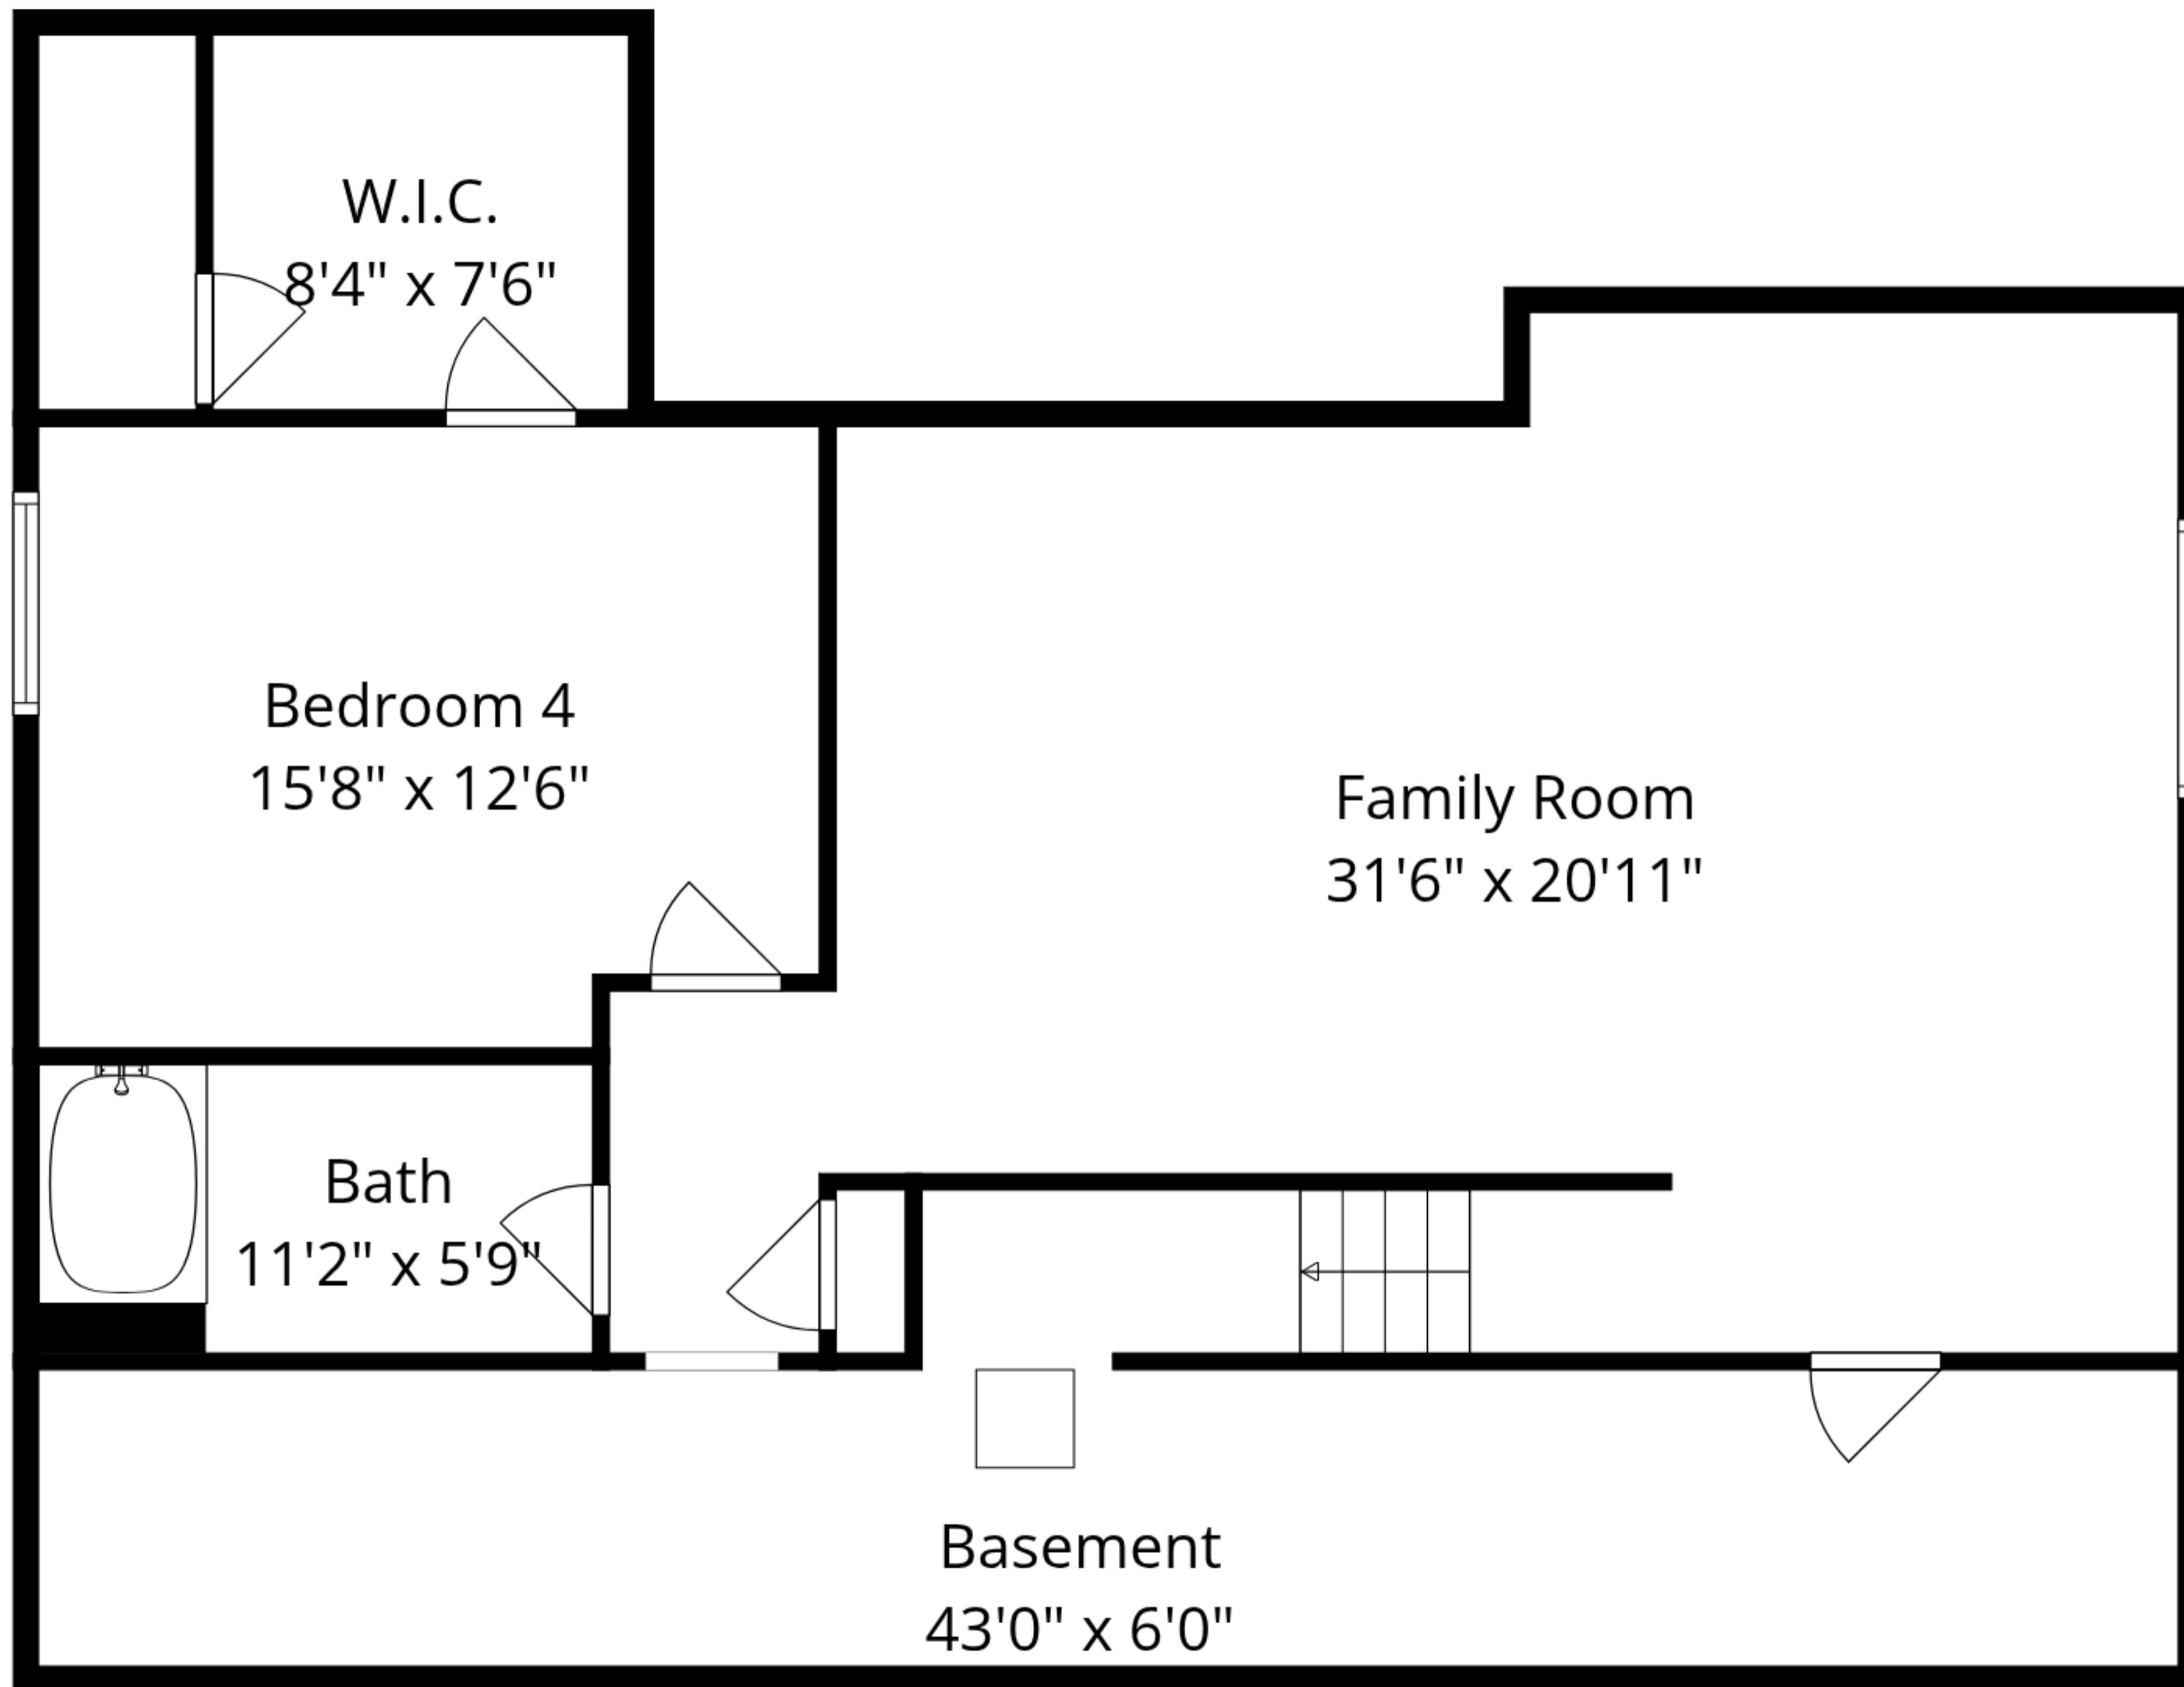 W.I.C.
8'4" x 7'6"
Bedroom 4
15'8" x 12'6"
Family Room
31'6" x 20'11"
Bath
11'2" x 5'9"
Basement
43'0" x 6'0"